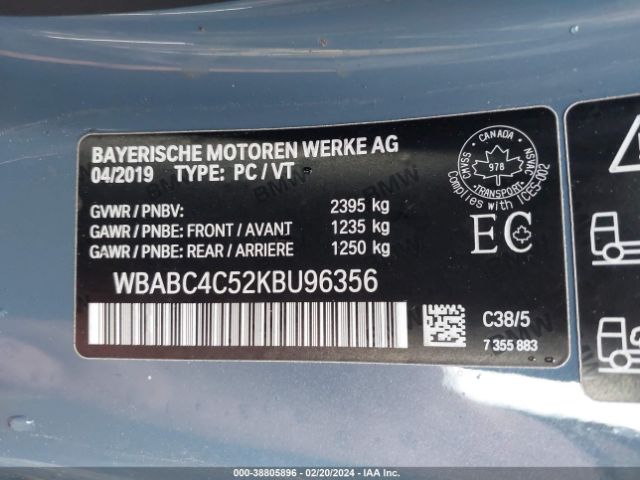 BAYERISCHE MOTOREN WERKE AG
04/2019 TYPE: PC / VT
GVWR / PNBV: 2395 kg
GAWR / PNBE: FRONT / AVANT 1235 kg
GAWR / PNBE: REAR / ARRIERE 1250 kg
WBABC4C52KBU96356
CANADA
978
TRANSPORT
Complies with ICES-002
EC
C38/5
7 355 883
000-38805896 - 02/20/2024 - IAA Inc.